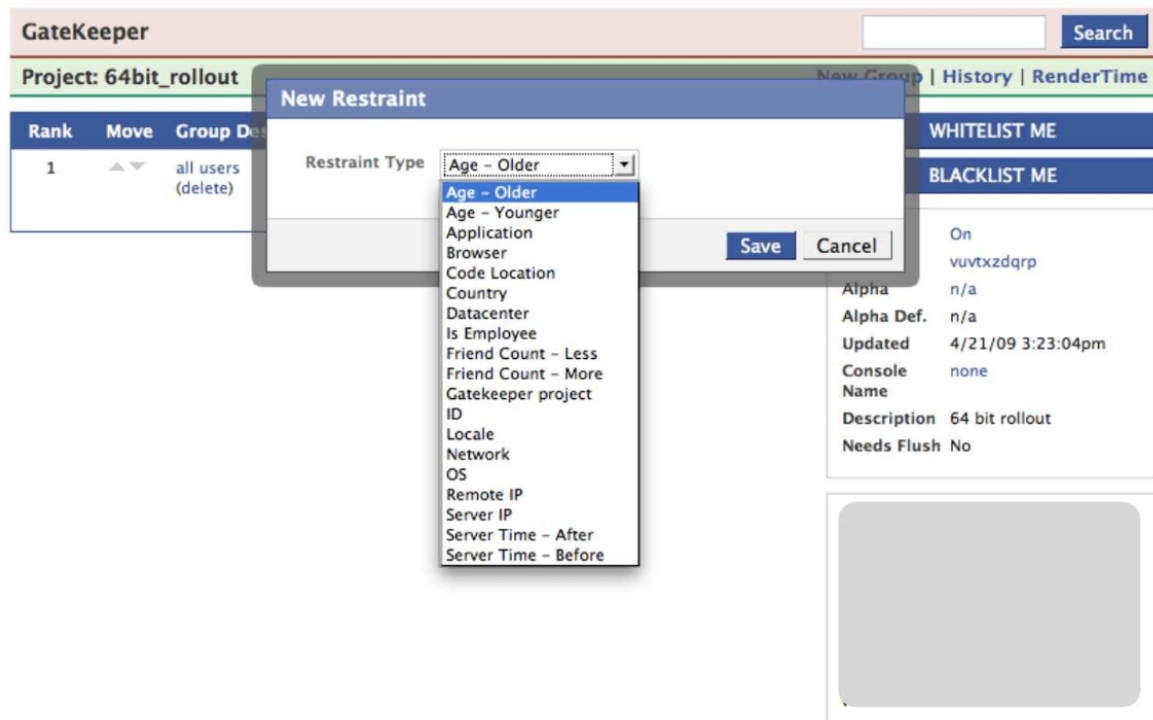 GateKeeper
Search
Project: 64bit_rollout
New Group | History | RenderTime
New Restraint
Rank Move Group Des
WHITELIST ME
1 all users
(delete)
Restraint Type Age – Older
BLACKLIST ME
Age – Older
Age – Younger
Application
Browser
Code Location
Country
Datacenter
Is Employee
Friend Count – Less
Friend Count – More
Gatekeeper project
ID
Locale
Network
OS
Remote IP
Server IP
Server Time – After
Server Time – Before
Save Cancel
On
vuvtxzdqrp
Alpha n/a
Alpha Def. n/a
Updated 4/21/09 3:23:04pm
Console none
Name
Description 64 bit rollout
Needs Flush No